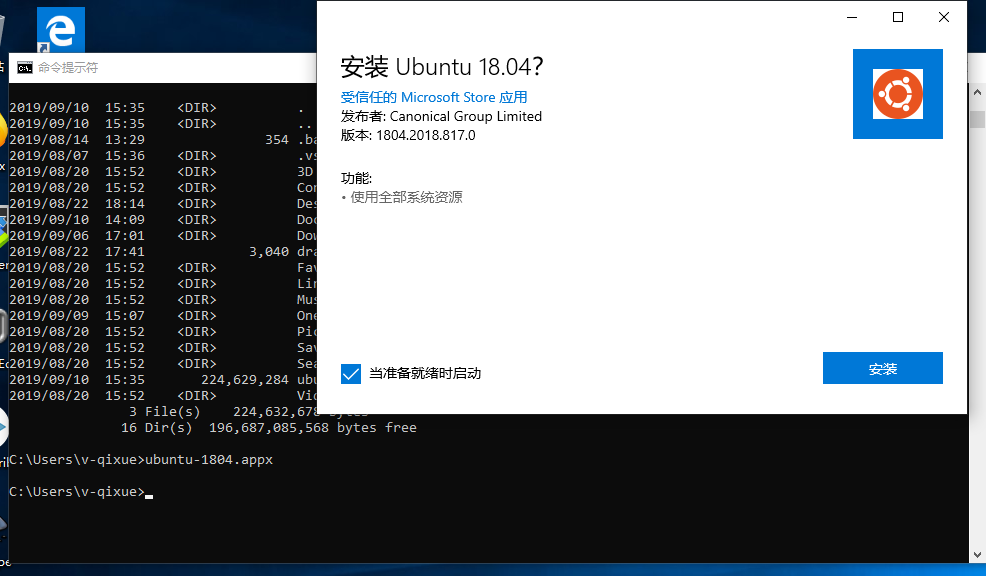 命令提示符
2019/09/10 15:35 <DIR> .
2019/09/10 15:35 <DIR> ..
2019/08/14 13:29 354 .ba
2019/08/07 15:36 <DIR> .vs
2019/08/20 15:52 <DIR> 3D
2019/08/20 15:52 <DIR> Con
2019/08/22 18:14 <DIR> Des
2019/09/10 14:09 <DIR> Doc
2019/09/06 17:01 <DIR> Dow
2019/08/22 17:41 3,040 dra
2019/08/20 15:52 <DIR> Fav
2019/08/20 15:52 <DIR> Lin
2019/08/20 15:52 <DIR> Mus
2019/09/09 15:07 <DIR> One
2019/08/20 15:52 <DIR> Pic
2019/08/20 15:52 <DIR> Sav
2019/08/20 15:52 <DIR> Sea
2019/09/10 15:35 224,629,284 ubu
2019/08/20 15:52 <DIR> Vid
3 File(s) 224,632,678 bytes
16 Dir(s) 196,687,085,568 bytes free
C:\Users\v-qixue>ubuntu-1804.appx
C:\Users\v-qixue>
安装 Ubuntu 18.04?
受信任的 Microsoft Store 应用
发布者: Canonical Group Limited
版本: 1804.2018.817.0
功能:
• 使用全部系统资源
当准备就绪时启动
安装